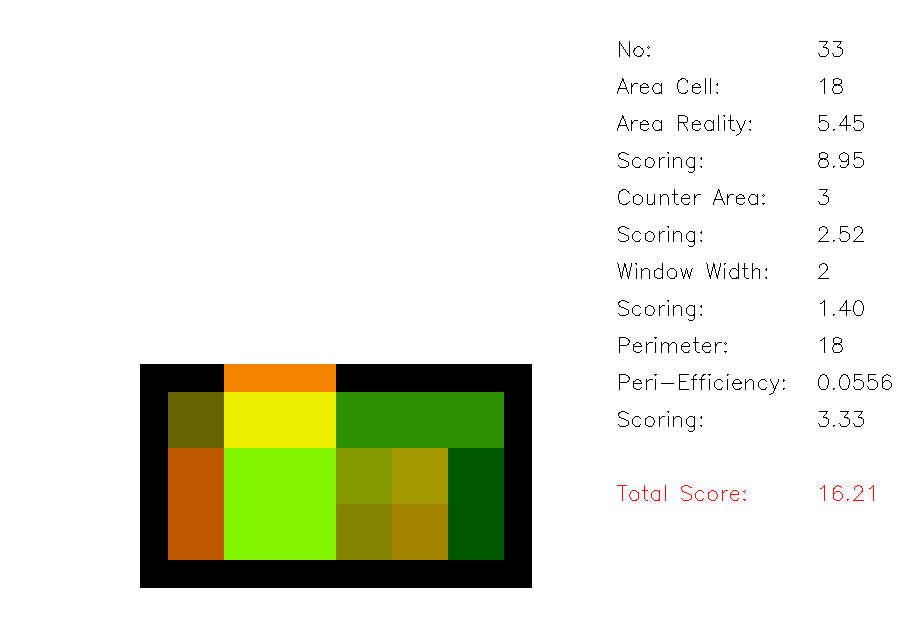 No: 33
Area Cell: 18
Area Reality: 5.45
Scoring: 8.95
Counter Area: 3
Scoring: 2.52
Window Width: 2
Scoring: 1.40
Perimeter: 18
Peri-Efficiency: 0.0556
Scoring: 3.33
Total Score: 16.21